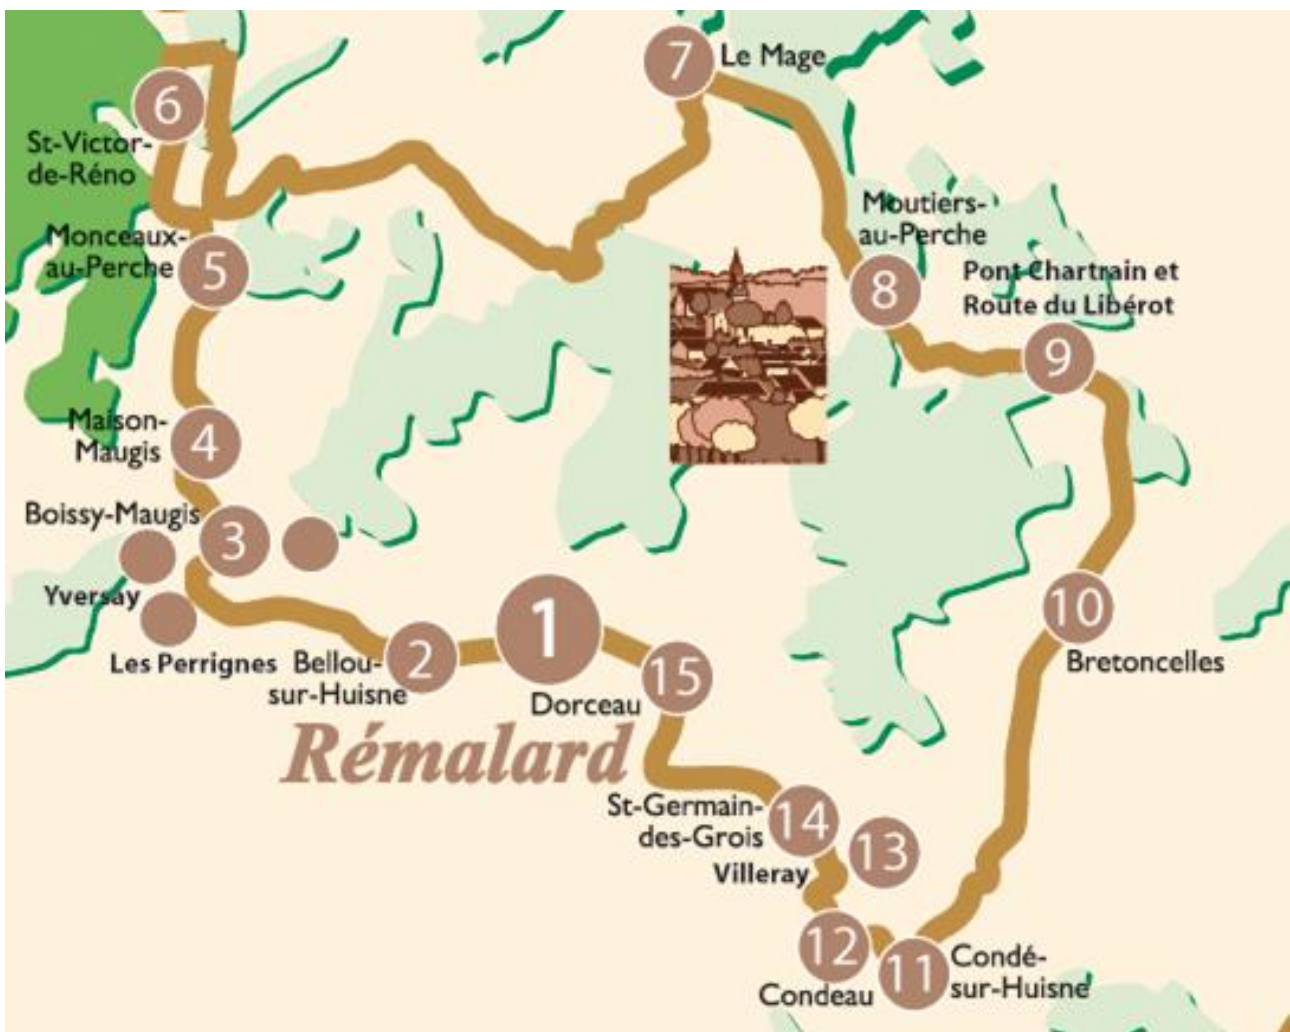 7
Le Mage
6
St-Victor-
de-Réno
Moutiers-
au-Perche
Monceaux-
au-Perche
5
8
Pont Chartrain et
Route du Libérot
9
Maison-
Maugis
4
Boissy-Maugis
3
Yversay
Les Perrignes
Bellou-
sur-Huisne
2
1
15
Dorceau
Rémalard
10
Bretoncelles
St-Germain-
des-Grois
14
13
Villeray
12
Condeau
11
Condé-
sur-Huisne